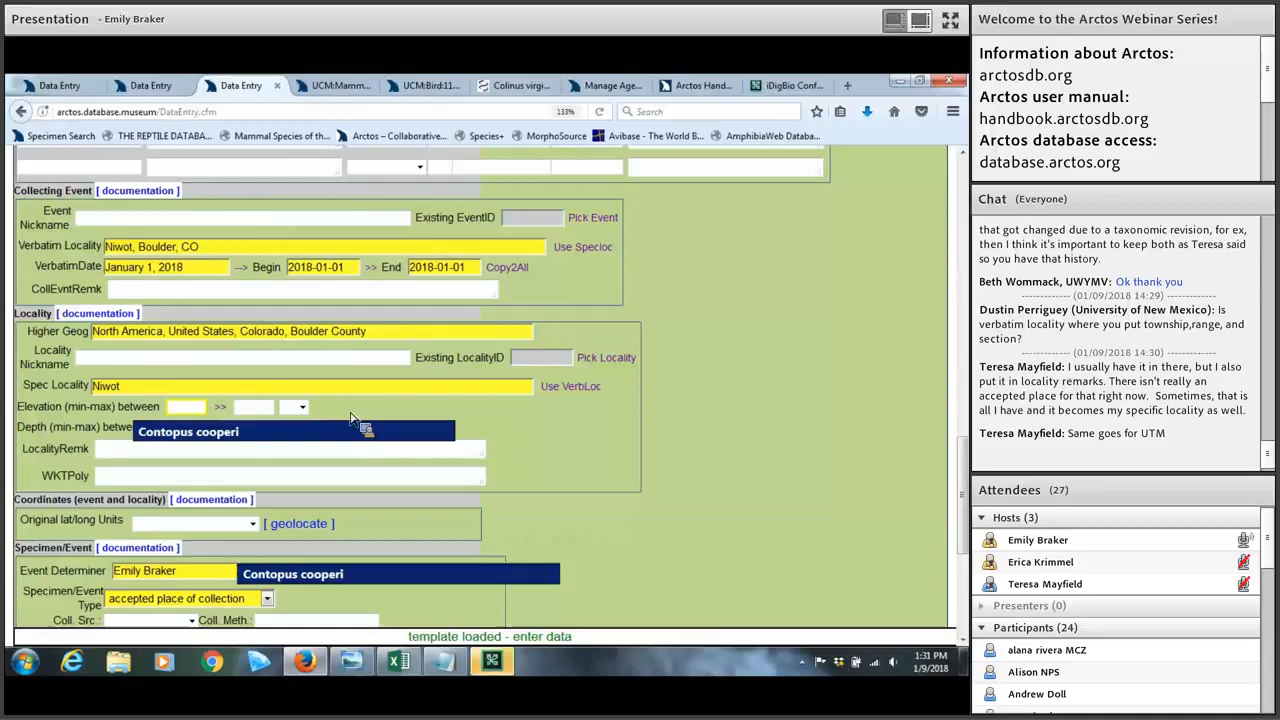 Presentation - Emily Braker
Data Entry
Data Entry
Data Entry
UCM:Mamm...
UCM:Bird:11...
Colinus virgi...
Manage Age...
Arctos Hand...
iDigBio Conf...
arctos.database.museum/DataEntry.cfm
133%
Search
Specimen Search
THE REPTILE DATABA...
Mammal Species of th...
Arctos – Collaborative...
Species+
MorphoSource
Avibase - The World B...
AmphibiaWeb Databa...
Collecting Event [ documentation ]
Event Nickname
Existing EventID
Pick Event
Verbatim Locality
Niwot, Boulder, CO
Use Specloc
VerbatimDate
January 1, 2018
--> Begin
2018-01-01
>> End
2018-01-01
Copy2All
CollEvntRemk
Locality [ documentation ]
Higher Geog
North America, United States, Colorado, Boulder County
Locality Nickname
Existing LocalityID
Pick Locality
Spec Locality
Niwot
Use VerbLoc
Elevation (min-max) between
>>
Depth (min-max) betwe
Contopus cooperi
LocalityRemk
WKTPoly
Coordinates (event and locality) [ documentation ]
Original lat/long Units
[ geolocate ]
Specimen/Event [ documentation ]
Event Determiner
Emily Braker
Contopus cooperi
Specimen/Event Type
accepted place of collection
Coll. Src.:
Coll. Meth.:
template loaded - enter data
1:31 PM
1/9/2018
Welcome to the Arctos Webinar Series!
Information about Arctos:
arctosdb.org
Arctos user manual:
handbook.arctosdb.org
Arctos database access:
database.arctos.org
Chat (Everyone)
that got changed due to a taxonomic revision, for ex,
then I think it's important to keep both as Teresa said
so you have that history.
Beth Wommack, UWYMV: Ok thank you
------------- (01/09/2018 14:29) -------------
Dustin Perriguey (University of New Mexico): Is
verbatim locality where you put township,range, and
section?
------------- (01/09/2018 14:30) -------------
Teresa Mayfield: I usually have it in there, but I also
put it in locality remarks. There isn't really an
accepted place for that right now. Sometimes, that is
all I have and it becomes my specific locality as well.
Teresa Mayfield: Same goes for UTM
Attendees (27)
Hosts (3)
Emily Braker
Erica Krimmel
Teresa Mayfield
Presenters (0)
Participants (24)
alana rivera MCZ
Alison NPS
Andrew Doll